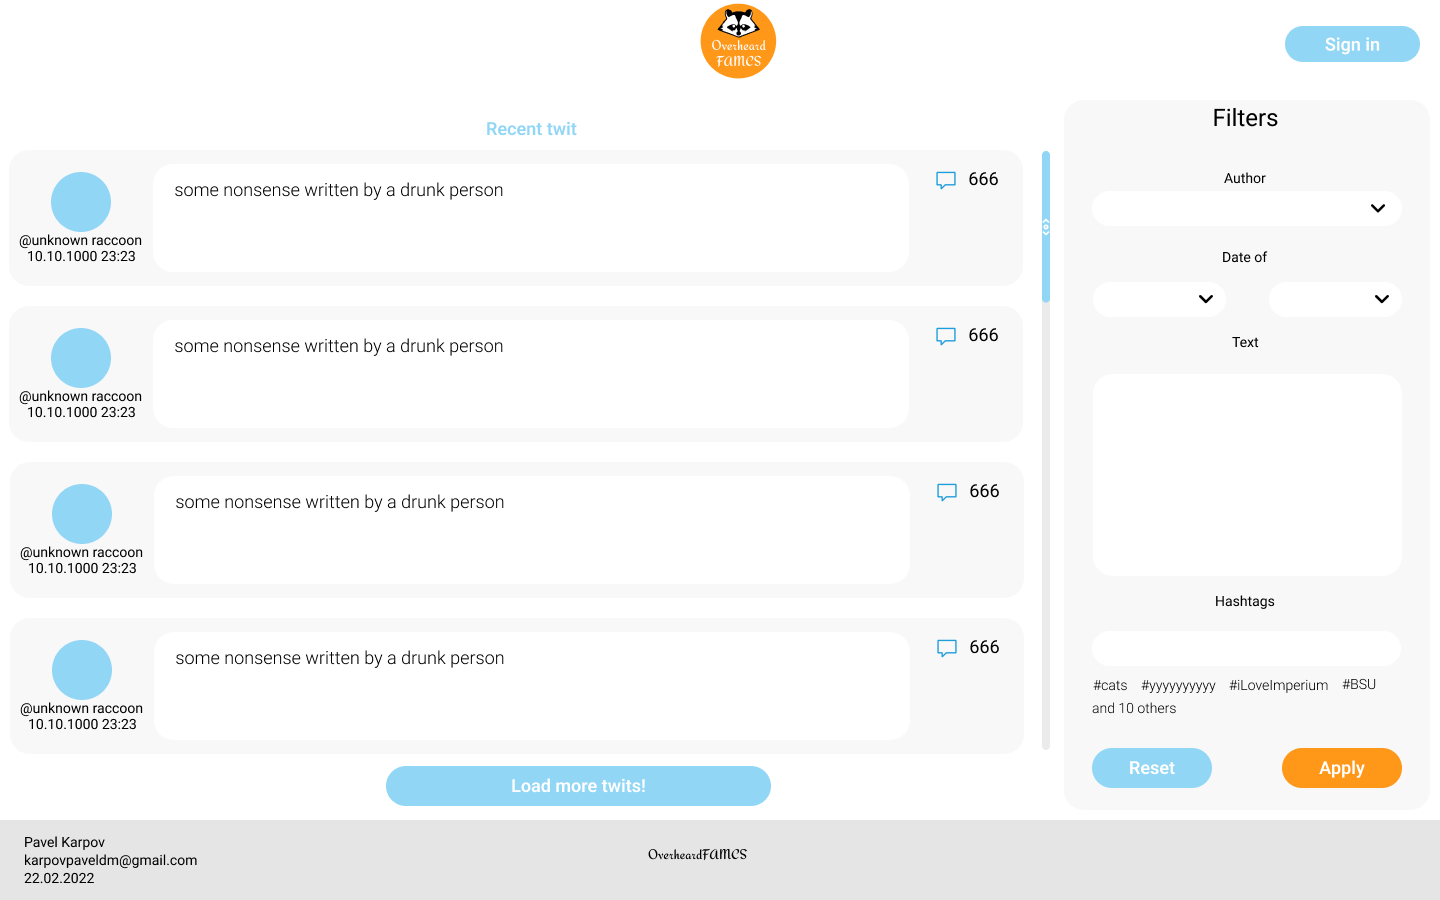 Overheard
FAMCS
Sign in
Recent twit
some nonsense written by a drunk person
666
@unknown raccoon
10.10.1000 23:23
some nonsense written by a drunk person
666
@unknown raccoon
10.10.1000 23:23
some nonsense written by a drunk person
666
@unknown raccoon
10.10.1000 23:23
some nonsense written by a drunk person
666
@unknown raccoon
10.10.1000 23:23
Load more twits!
Filters
Author
Date of
Text
Hashtags
#cats #yyyyyyyyyy #iLoveImperium #BSU
and 10 others
Reset Apply
Pavel Karpov
karpovpaveldm@gmail.com
22.02.2022
OverheardFAMCS